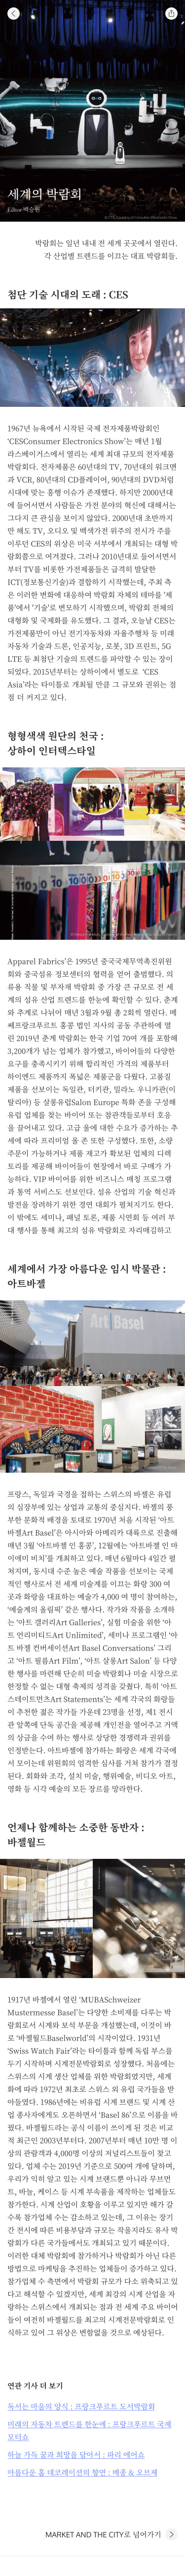 세계의 박람회
Editor 백승원
박람회는 일년 내내 전 세계 곳곳에서 열린다.
각 산업별 트렌드를 이끄는 대표 박람회들.
첨단 기술 시대의 도래 : CES
1967년 뉴욕에서 시작된 국제 전자제품박람회인
‘CESConsumer Electronics Show’는 매년 1월
라스베이거스에서 열리는 세계 최대 규모의 전자제품
박람회다. 전자제품은 60년대의 TV, 70년대의 워크맨
과 VCR, 80년대의 CD플레이어, 90년대의 DVD처럼
시대에 맞는 흥행 이슈가 존재했다. 하지만 2000년대
에 들어서면서 사람들은 가전 분야의 혁신에 대해서는
그다지 큰 관심을 보이지 않았다. 2000년대 초반까지
만 해도 TV, 오디오 및 백색가전 위주의 전시가 주를
이루던 CES의 위상은 미국 각처에서 개최되는 대형 박
람회쯤으로 여겨졌다. 그러나 2010년대로 들어서면서
부터 TV를 비롯한 가전제품들은 급격히 발달한
ICT(정보통신기술)과 결합하기 시작했는데, 주최 측
은 이러한 변화에 대응하여 박람회 자체의 테마를 '제
품'에서 '기술'로 변모하기 시작했으며, 박람회 전체의
대형화 및 국제화를 유도했다. 그 결과, 오늘날 CES는
가전제품만이 아닌 전기자동차와 자율주행차 등 미래
자동차 기술과 드론, 인공지능, 로봇, 3D 프린트, 5G
LTE 등 최첨단 기술의 트렌드를 파악할 수 있는 장이
되었다. 2015년부터는 상하이에서 별도로 ‘CES
Asia’라는 타이틀로 개최될 만큼 그 규모와 권위는 점
점 더 커지고 있다.
형형색색 원단의 천국 :
상하이 인터텍스타일
Apparel Fabrics’은 1995년 중국국제무역촉진위원
회와 중국섬유 정보센터의 협력을 얻어 출범했다. 의
류용 직물 및 부자재 박람회 중 가장 큰 규모로 전 세
계의 섬유 산업 트렌드를 한눈에 확인할 수 있다. 춘계
와 추계로 나뉘어 매년 3월과 9월 총 2회씩 열린다. 메
쎄프랑크푸르트 홍콩 법인 지사의 공동 주관하에 열
린 2019년 춘계 박람회는 한국 기업 70여 개를 포함해
3,200개가 넘는 업체가 참가했고, 바이어들의 다양한
요구를 충족시키기 위해 합리적인 가격의 제품부터
하이엔드 제품까지 폭넓은 제품군을 다뤘다. 고품질
제품을 선보이는 독일관, 터키관, 밀라노 우니카관(이
탈리아) 등 살롱유럽Salon Europe 특화 존을 구성해
유럽 업체를 찾는 바이어 또는 참관객들로부터 호응
을 끌어내고 있다. 고급 울에 대한 수요가 증가하는 추
세에 따라 프리미엄 울 존 또한 구성했다. 또한, 소량
주문이 가능하거나 제품 재고가 확보된 업체의 디렉
토리를 제공해 바이어들이 현장에서 바로 구매가 가
능하다. VIP 바이어를 위한 비즈니스 매칭 프로그램
과 통역 서비스도 선보인다. 섬유 산업의 기술 혁신과
발전을 장려하기 위한 경연 대회가 펼쳐지기도 한다.
이 밖에도 세미나, 패널 토론, 제품 시연회 등 여러 부
대 행사를 통해 최고의 섬유 박람회로 자리매김하고
세계에서 가장 아름다운 임시 박물관 :
아트바젤
프랑스, 독일과 국경을 접하는 스위스의 바젤은 유럽
의 심장부에 있는 상업과 교통의 중심지다. 바젤의 풍
부한 문화적 배경을 토대로 1970년 처음 시작된 ‘아트
바젤Art Basel’은 아시아와 아메리카 대륙으로 진출해
매년 3월 ‘아트바젤 인 홍콩’, 12월에는 ‘아트바젤 인 마
이애미 비치’를 개최하고 있다. 매년 6월마다 4일간 펼
쳐지며, 동시대 수준 높은 예술 작품을 선보이는 국제
적인 행사로서 전 세계 미술계를 이끄는 화랑 300 여
곳과 화랑을 대표하는 예술가 4,000 여 명이 참여하는,
‘예술계의 올림픽’ 같은 행사다. 작가와 작품을 소개하
는 ‘아트 갤러리Art Galleries’, 실험 미술을 위한 ‘아
트 언리미티드Art Unlimited’, 세미나 프로그램인 ‘아
트 바젤 컨버세이션Art Basel Conversations’ 그리
고 ‘아트 필름Art Film’, ‘아트 살롱Art Salon’ 등 다양
한 행사를 마련해 단순히 미술 박람회나 미술 시장으로
한정할 수 없는 대형 축제의 성격을 갖췄다. 특히 ‘아트
스테이트먼츠Art Statements’는 세계 각국의 화랑들
이 추천한 젊은 작가들 가운데 23명을 선정, 제1 전시
관 앞쪽에 단독 공간을 제공해 개인전을 열어주고 거액
의 상금을 수여 하는 행사로 상당한 경쟁력과 권위를
인정받는다. 아트바젤에 참가하는 화랑은 세계 각국에
서 모이는데 위원회의 엄격한 심사를 거쳐 참가가 결정
된다. 회화와 조각, 설치 미술, 행위예술, 비디오 아트,
영화 등 시각 예술의 모든 장르를 망라한다.
언제나 함께하는 소중한 동반자 :
바젤월드
1917년 바젤에서 열린 ‘MUBASchweizer
Mustermesse Basel’는 다양한 소비재를 다루는 박
람회로서 시계와 보석 부문을 개설했는데, 이것이 바
로 ‘바젤월드Baselworld’의 시작이었다. 1931년
‘Swiss Watch Fair’라는 타이틀과 함께 독립 부스를
두기 시작하며 시계전문박람회로 성장했다. 처음에는
스위스의 시계 생산 업체를 위한 박람회였지만, 세계
화에 따라 1972년 최초로 스위스 외 유럽 국가들을 받
아들였다. 1986년에는 비유럽 시계 브랜드 및 시계 산
업 종사자에게도 오픈하면서 ‘Basel 86’으로 이름을 바
꿨다. 바젤월드라는 공식 이름이 쓰이게 된 것은 비교
적 최근인 2003년부터다. 2007년부터 매년 10만 명 이
상의 관람객과 4,000명 이상의 저널리스트들이 찾고
있다. 업체 수는 2019년 기준으로 500여 개에 달하며,
우리가 익히 알고 있는 시계 브랜드뿐 아니라 무브먼
트, 바늘, 케이스 등 시계 부속품을 제작하는 업체들도
참가한다. 시계 산업이 호황을 이루고 있지만 해가 갈
수록 참가업체 수는 감소하고 있는데, 그 이유는 장기
간 전시에 따른 비용부담과 규모는 작을지라도 유사 박
람회가 다른 국가들에서도 개최되고 있기 때문이다.
이러한 대체 박람회에 참가하거나 박람회가 아닌 다른
방법으로 마케팅을 추진하는 업체들이 증가하고 있다.
참가업체 수 측면에서 박람회 규모가 다소 위축되고 있
다고 해석할 수 있겠지만, 세계 최강의 시계 산업을 자
랑하는 스위스에서 개최되는 점과 전 세계 주요 바이어
들이 여전히 바젤월드를 최고의 시계전문박람회로 인
식하고 있어 그 위상은 변함없을 것으로 예상된다.
연관 기사 더 보기
독서는 마음의 양식 : 프랑크푸르트 도서박람회
미래의 자동차 트렌드를 한눈에 : 프랑크푸르트 국제
모터쇼
하늘 가득 꿈과 희망을 담아서 : 파리 에어쇼
아름다운 홈 데코레이션의 향연 : 메종 & 오브제
MARKET AND THE CITY로 넘어가기